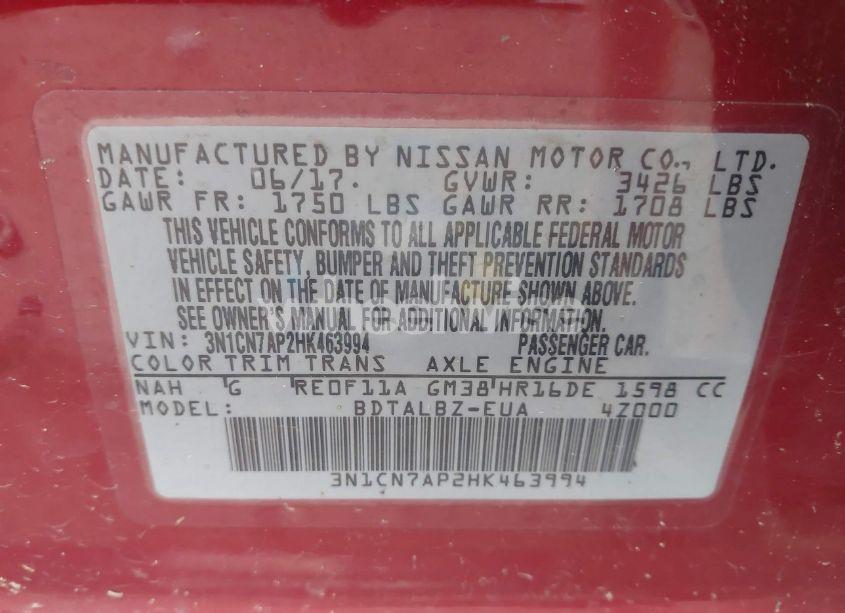 MANUFACTURED BY NISSAN MOTOR CO., LTD.
DATE: 06/17. GVWR: 3426 LBS
GAWR FR: 1750 LBS GAWR RR: 1708 LBS
THIS VEHICLE CONFORMS TO ALL APPLICABLE FEDERAL MOTOR
VEHICLE SAFETY, BUMPER AND THEFT PREVENTION STANDARDS
IN EFFECT ON THE DATE OF MANUFACTURE SHOWN ABOVE.
SEE OWNER'S MANUAL FOR ADDITIONAL INFORMATION.
VIN: 3N1CN7AP2HK463994 PASSENGER CAR.
COLOR TRIM TRANS AXLE ENGINE
NAH G RE0F11A GM38 HR16DE 1598 CC
MODEL: BDTALBZ-EUA 4Z000
3N1CN7AP2HK463994